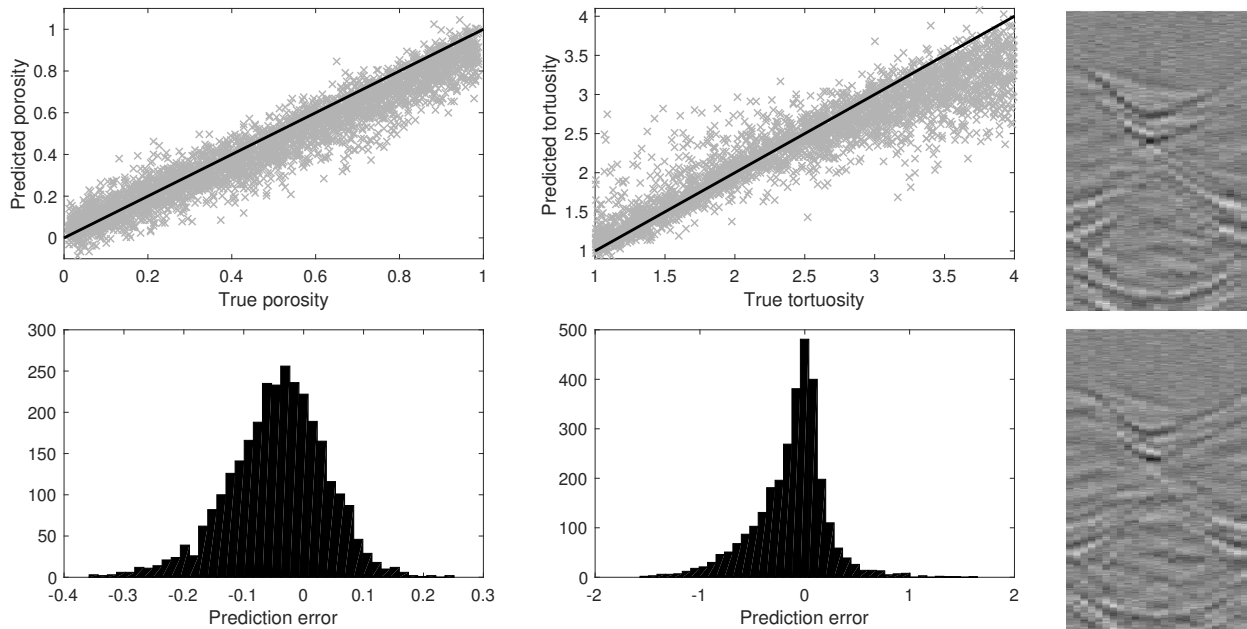 1
0.8
0.6
0.4
0.2
0
Predicted porosity
0 0.2 0.4 0.6 0.8 1
True porosity
4
3.5
3
2.5
2
1.5
1
Predicted tortuosity
1 1.5 2 2.5 3 3.5 4
True tortuosity
300
250
200
150
100
50
0
-0.4 -0.3 -0.2 -0.1 0 0.1 0.2 0.3
Prediction error
500
400
300
200
100
0
-2 -1 0 1 2
Prediction error